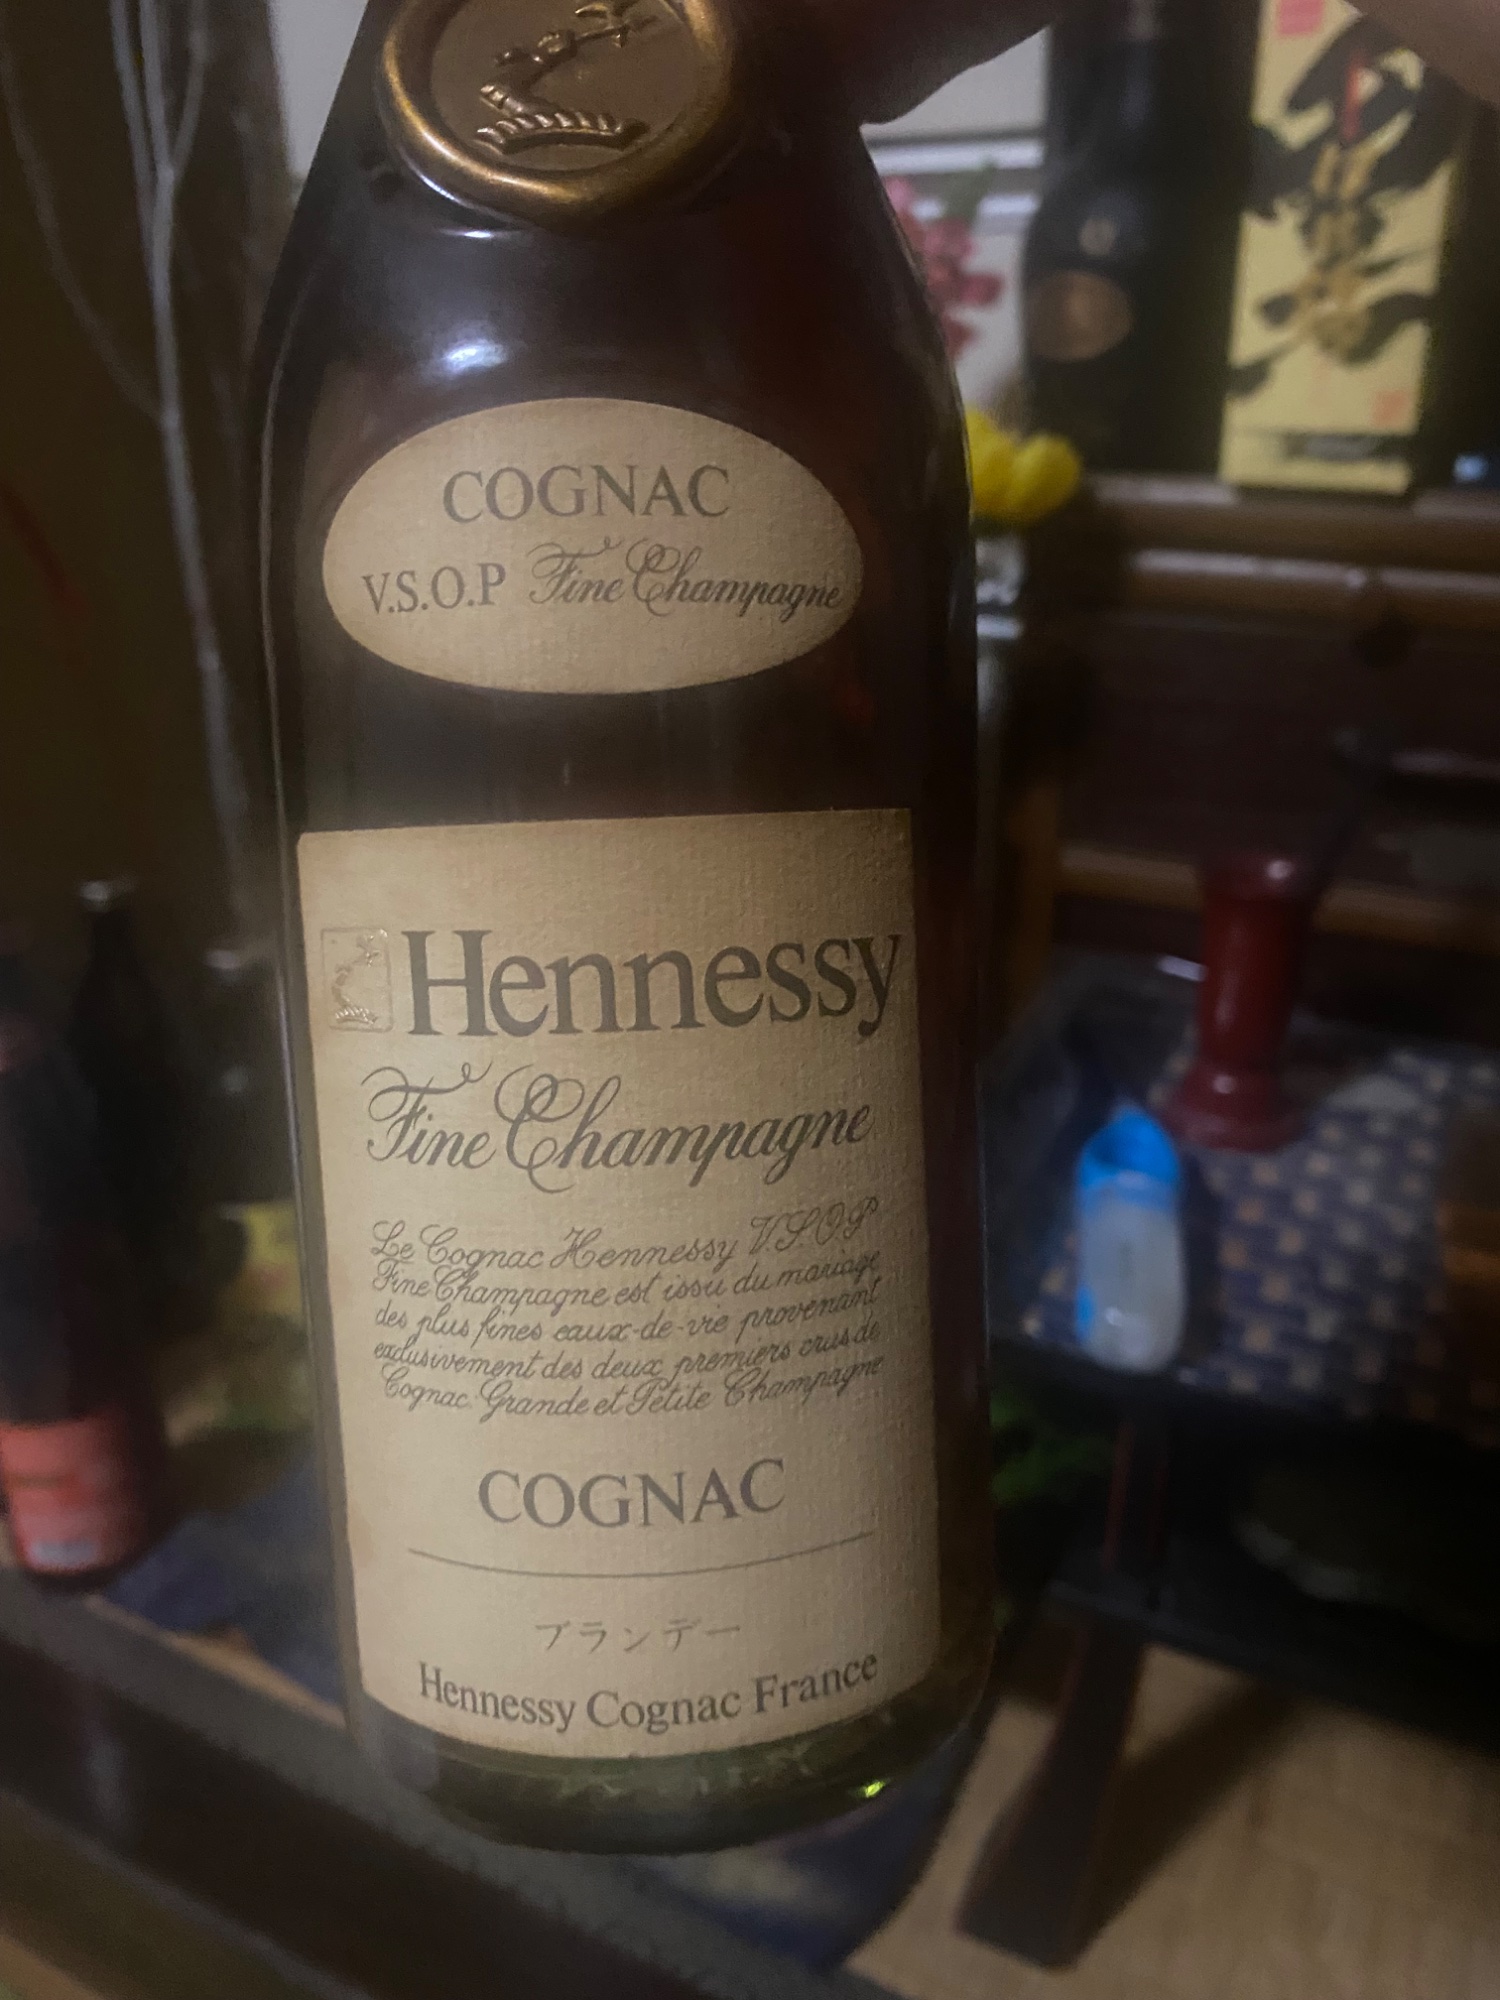 COGNAC
V.S.O.P Fine Champagne
Hennessy
Fine Champagne
Le Cognac Hennessy V.S.O.P
Fine Champagne est issu du mariage
des plus fines eaux-de-vie provenant
exclusivement des deux premiers crus de
Cognac: Grande et Petite Champagne
COGNAC
ブランデー
Hennessy Cognac France